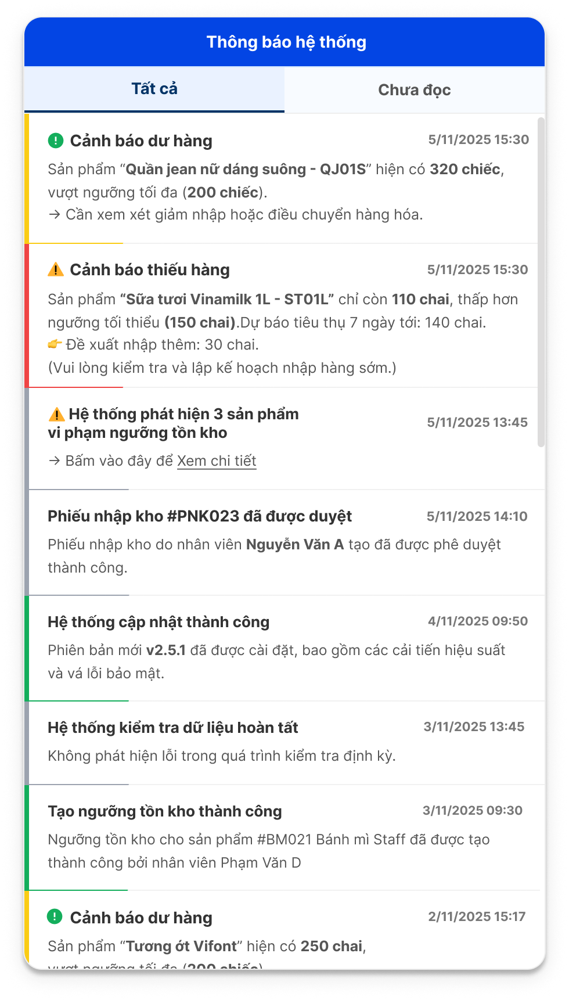 Thông báo hệ thống
Tất cả
Chưa đọc
Cảnh báo dư hàng
5/11/2025 15:30
Sản phẩm “Quần jean nữ dáng suông - QJ01S” hiện có 320 chiếc,
vượt ngưỡng tối đa (200 chiếc).
→ Cần xem xét giảm nhập hoặc điều chuyển hàng hóa.
Cảnh báo thiếu hàng
5/11/2025 15:30
Sản phẩm “Sữa tươi Vinamilk 1L - ST01L” chỉ còn 110 chai, thấp hơn
ngưỡng tối thiểu (150 chai).Dự báo tiêu thụ 7 ngày tới: 140 chai.
👉 Đề xuất nhập thêm: 30 chai.
(Vui lòng kiểm tra và lập kế hoạch nhập hàng sớm.)
Hệ thống phát hiện 3 sản phẩm
vi phạm ngưỡng tồn kho
5/11/2025 13:45
→ Bấm vào đây để Xem chi tiết
Phiếu nhập kho #PNK023 đã được duyệt
5/11/2025 14:10
Phiếu nhập kho do nhân viên Nguyễn Văn A tạo đã được phê duyệt
thành công.
Hệ thống cập nhật thành công
4/11/2025 09:50
Phiên bản mới v2.5.1 đã được cài đặt, bao gồm các cải tiến hiệu suất
và vá lỗi bảo mật.
Hệ thống kiểm tra dữ liệu hoàn tất
3/11/2025 13:45
Không phát hiện lỗi trong quá trình kiểm tra định kỳ.
Tạo ngưỡng tồn kho thành công
3/11/2025 09:30
Ngưỡng tồn kho cho sản phẩm #BM021 Bánh mì Staff đã được tạo
thành công bởi nhân viên Phạm Văn D
Cảnh báo dư hàng
2/11/2025 15:17
Sản phẩm “Tương ớt Vifont” hiện có 250 chai,
vượt ngưỡng tối đa (200 chiếc)